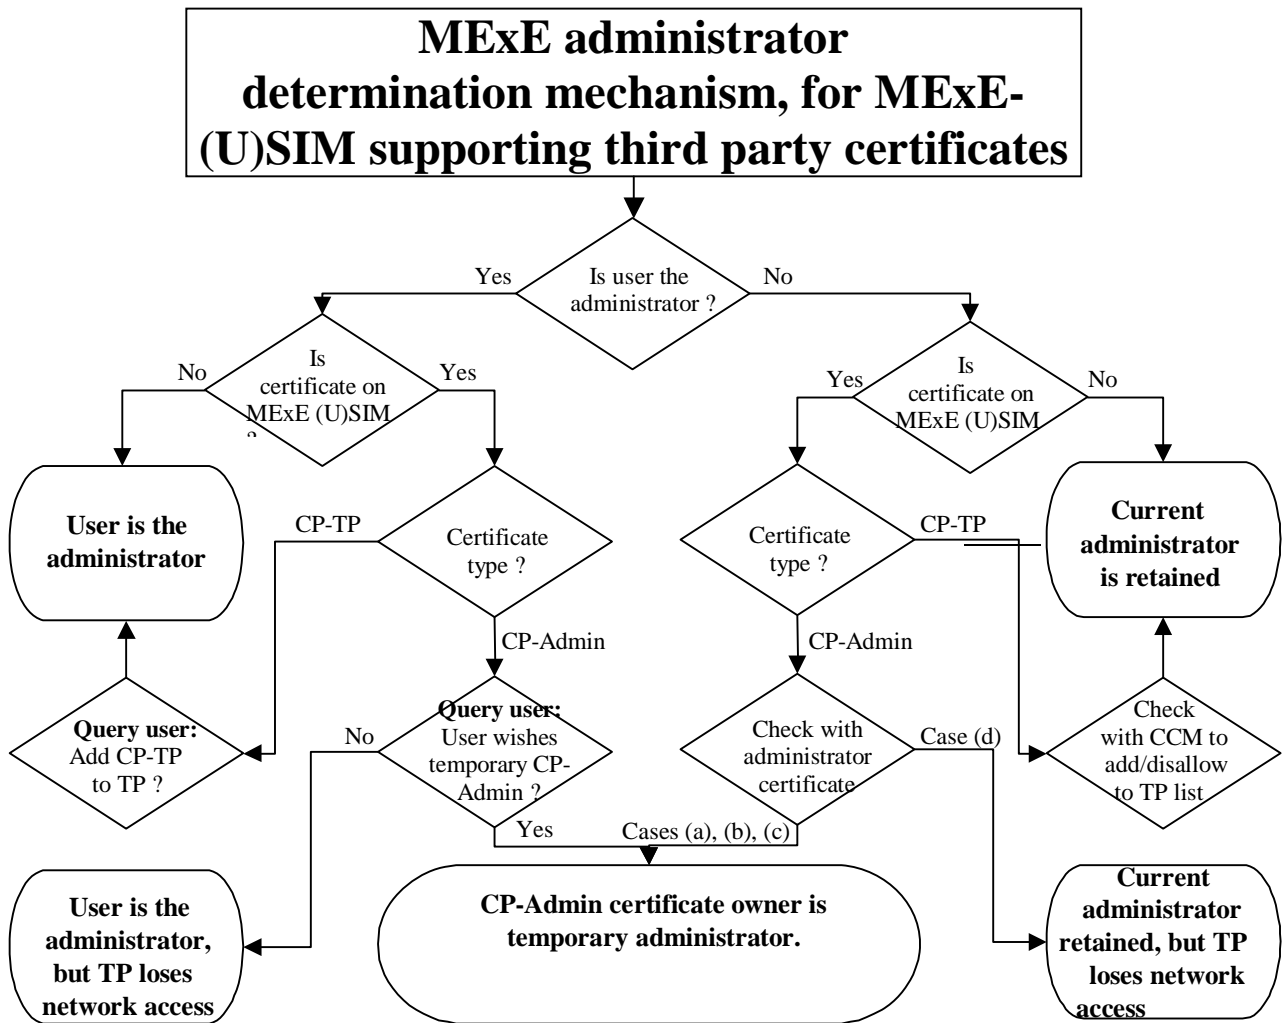 MExE administrator
determination mechanism, for MExE-
(U)SIM supporting third party certificates
Yes
Is user the
administrator ?
No
No
Is
certificate on
MExE (U)SIM
?
Yes
Yes
Is
certificate on
MExE (U)SIM
No
User is the
administrator
CP-TP
Certificate
type ?
Certificate
type ?
CP-TP
Current
administrator
is retained
CP-Admin
CP-Admin
Query user:
Add CP-TP
to TP ?
No
Query user:
User wishes
temporary CP-
Admin ?
Check with
administrator
certificate
Case (d)
Check
with CCM to
add/disallow
to TP list
Yes
Cases (a), (b), (c)
User is the
administrator,
but TP loses
network access
CP-Admin certificate owner is
temporary administrator.
Current
administrator
retained, but TP
loses network
access